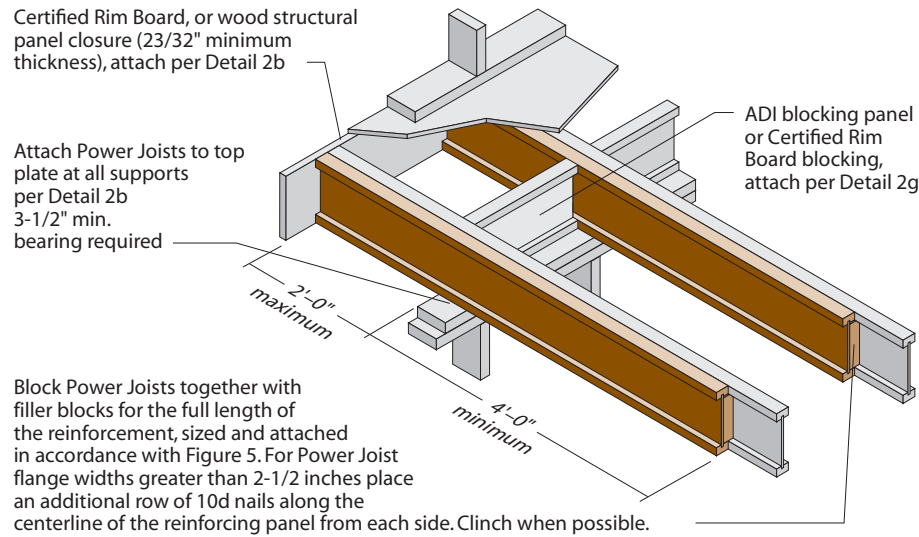 Certified Rim Board, or wood structural
panel closure (23/32" minimum
thickness), attach per Detail 2b
ADI blocking panel
or Certified Rim
Board blocking,
attach per Detail 2g
Attach Power Joists to top
plate at all supports
per Detail 2b
3-1/2" min.
bearing required
2'–0"
maximum
4'–0"
minimum
Block Power Joists together with
filler blocks for the full length of
the reinforcement, sized and attached
in accordance with Figure 5. For Power Joist
flange widths greater than 2-1/2 inches place
an additional row of 10d nails along the
centerline of the reinforcing panel from each side. Clinch when possible.